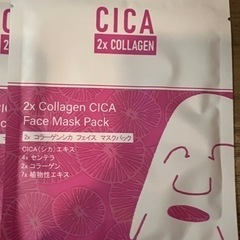 CICA
2x COLLAGEN
2x Collagen CICA
Face Mask Pack
2x コラーゲンシカ フェイス マスクパック
CICA(シカ)エキス
4x センテラ
2x コラーゲン
7x 植物性エキス